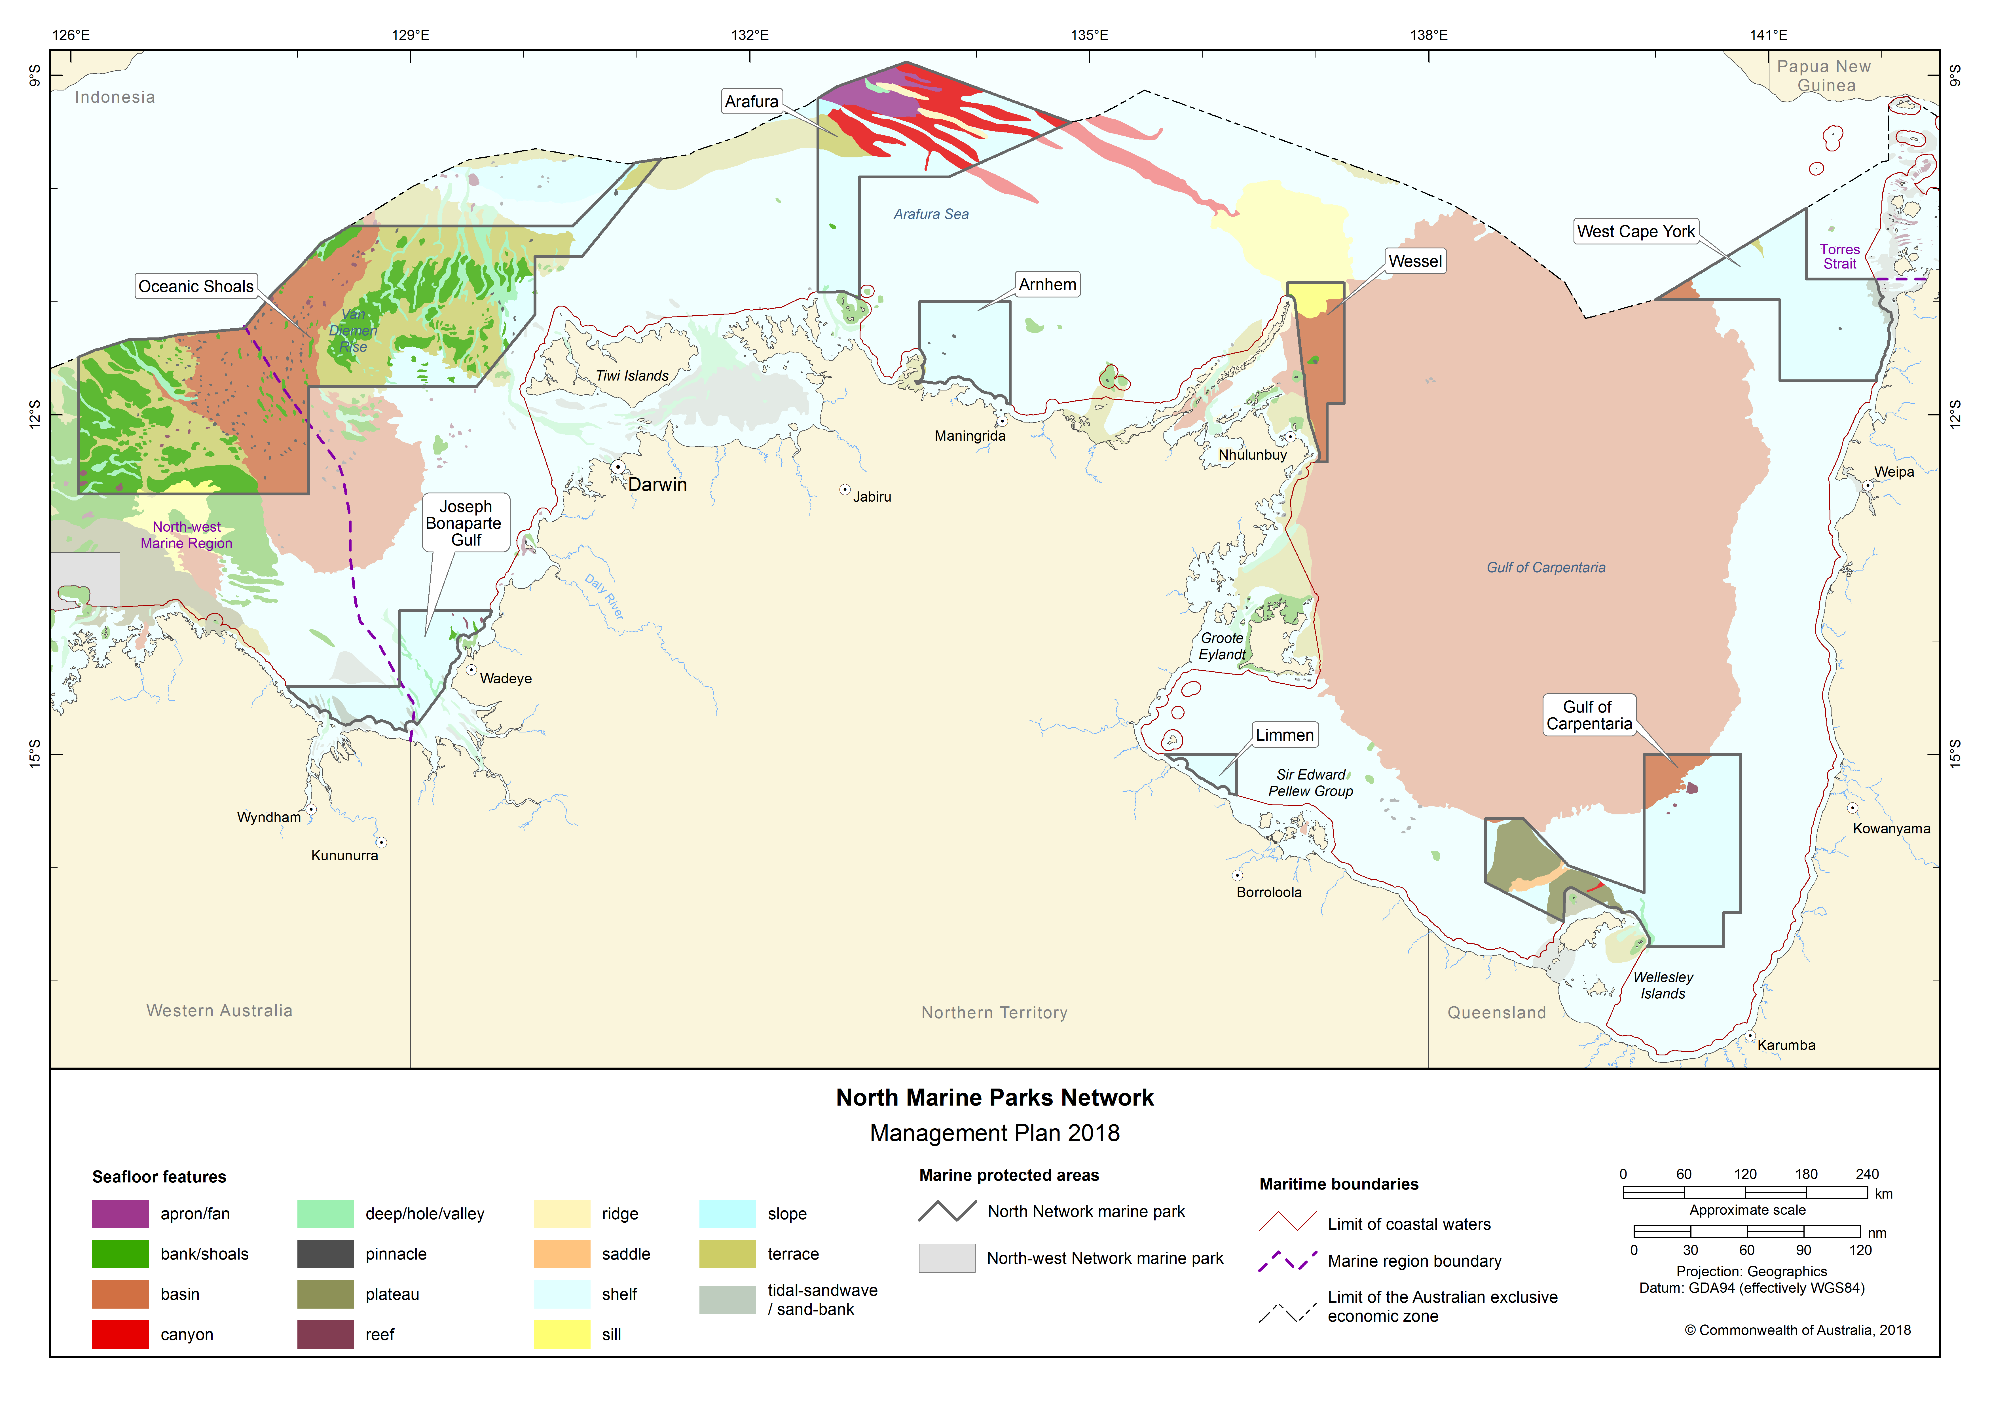 126°E
129°E
132°E
135°E
138°E
141°E
9°S
9°S
Indonesia
Papua New
Guinea
Arafura
Arafura Sea
West Cape York
Torres
Strait
Wessel
Oceanic Shoals
Arnhem
Van
Diemen
Rise
Tiwi Islands
12°S
12°S
Maningrida
Nhulunbuy
Weipa
Darwin
Jabiru
Joseph
Bonaparte
Gulf
North-west
Marine Region
Gulf of Carpentaria
Daly River
Groote
Eylandt
Wadeye
Gulf of
Carpentaria
Limmen
15°S
15°S
Sir Edward
Pellew Group
Wyndham
Kununurra
Kowanyama
Borroloola
Wellesley
Islands
Western Australia
Northern Territory
Queensland
Karumba
North Marine Parks Network
Management Plan 2018
Seafloor features
apron/fan
bank/shoals
basin
canyon
deep/hole/valley
pinnacle
plateau
reef
ridge
saddle
shelf
sill
slope
terrace
tidal-sandwave
/ sand-bank
Marine protected areas
North Network marine park
North-west Network marine park
Maritime boundaries
Limit of coastal waters
Marine region boundary
Limit of the Australian exclusive
economic zone
0 60 120 180 240
km
Approximate scale
nm
0 30 60 90 120
Projection: Geographics
Datum: GDA94 (effectively WGS84)
© Commonwealth of Australia, 2018